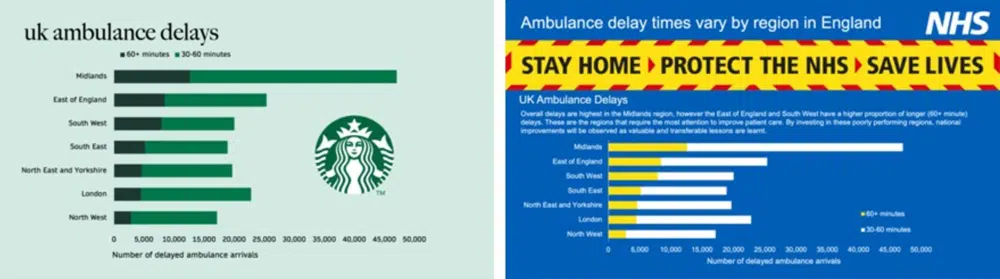 uk ambulance delays
60+ minutes 30-60 minutes
Midlands
East of England
South West
South East
North East and Yorkshire
London
North West
0 5,000 10,000 15,000 20,000 25,000 30,000 35,000 40,000 45,000 50,000
Number of delayed ambulance arrivals
TM
Ambulance delay times vary by region in England
NHS
STAY HOME PROTECT THE NHS SAVE LIVES
UK Ambulance Delays
Overall delays are highest in the Midlands region, however the East of England and South West have a higher proportion of longer (60+ minute)
delays. These are the regions that require the most attention to improve patient care. By investing in these poorly performing regions, national
improvements will be observed as valuable and transferable lessons are learnt.
Midlands
East of England
South West
South East
North East and Yorkshire
London
North West
60+ minutes
30-60 minutes
0 5,000 10,000 15,000 20,000 25,000 30,000 35,000 40,000 45,000 50,000
Number of delayed ambulance arrivals